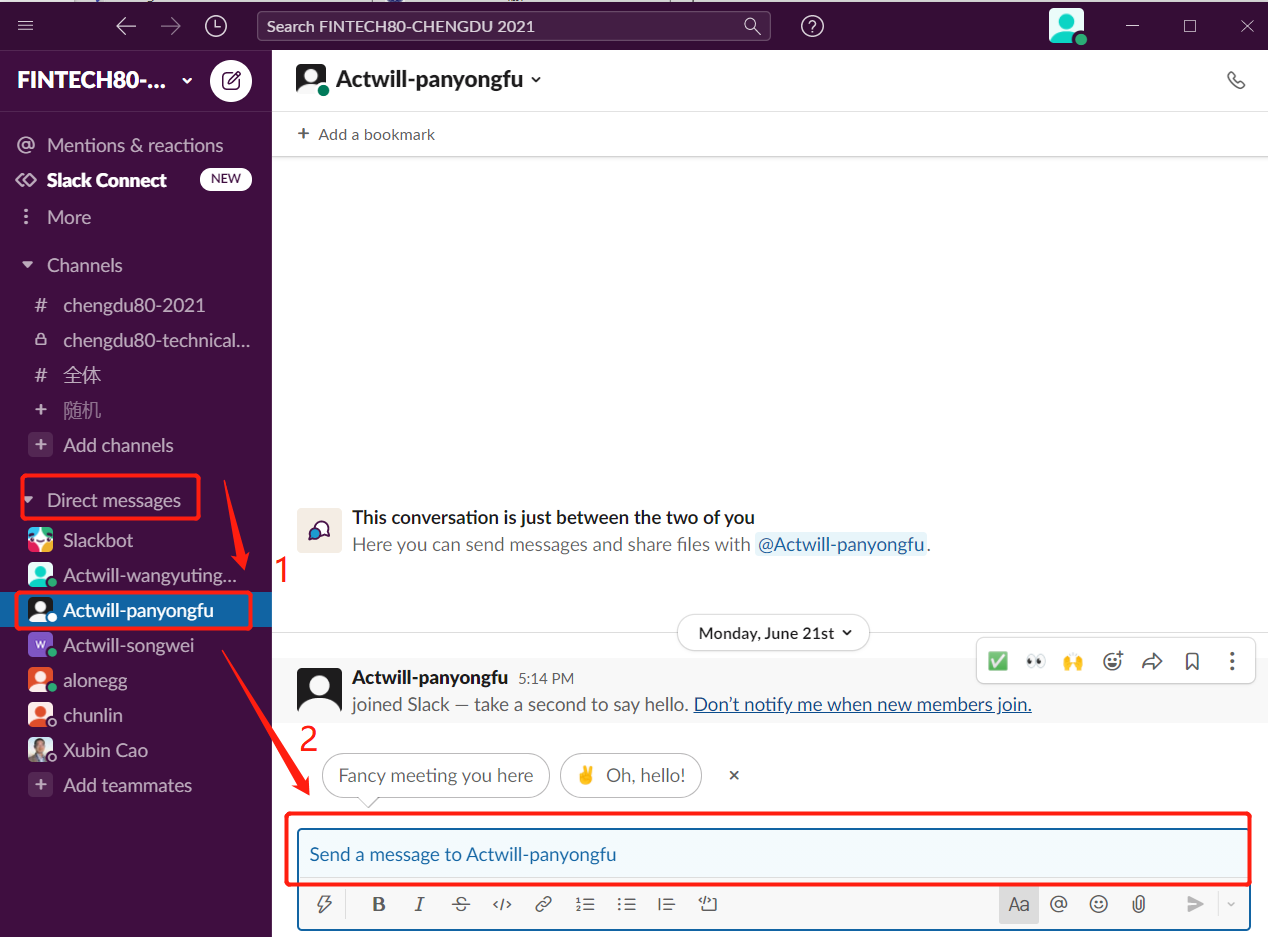 Search FINTECH80-CHENGDU 2021
FINTECH80-...
Actwill-panyongfu
+ Add a bookmark
@ Mentions & reactions
Slack Connect NEW
More
Channels
# chengdu80-2021
chengdu80-technical...
# 全体
+ 随机
+ Add channels
Direct messages
Slackbot
Actwill-wangyuting...
1
Actwill-panyongfu
W Actwill-songwei
alonegg
chunlin
Xubin Cao
+ Add teammates
This conversation is just between the two of you
Here you can send messages and share files with @Actwill-panyongfu.
Monday, June 21st
Actwill-panyongfu 5:14 PM
joined Slack — take a second to say hello. Don’t notify me when new members join.
2
Fancy meeting you here
✌ Oh, hello!
Send a message to Actwill-panyongfu
B I S </> Aa @